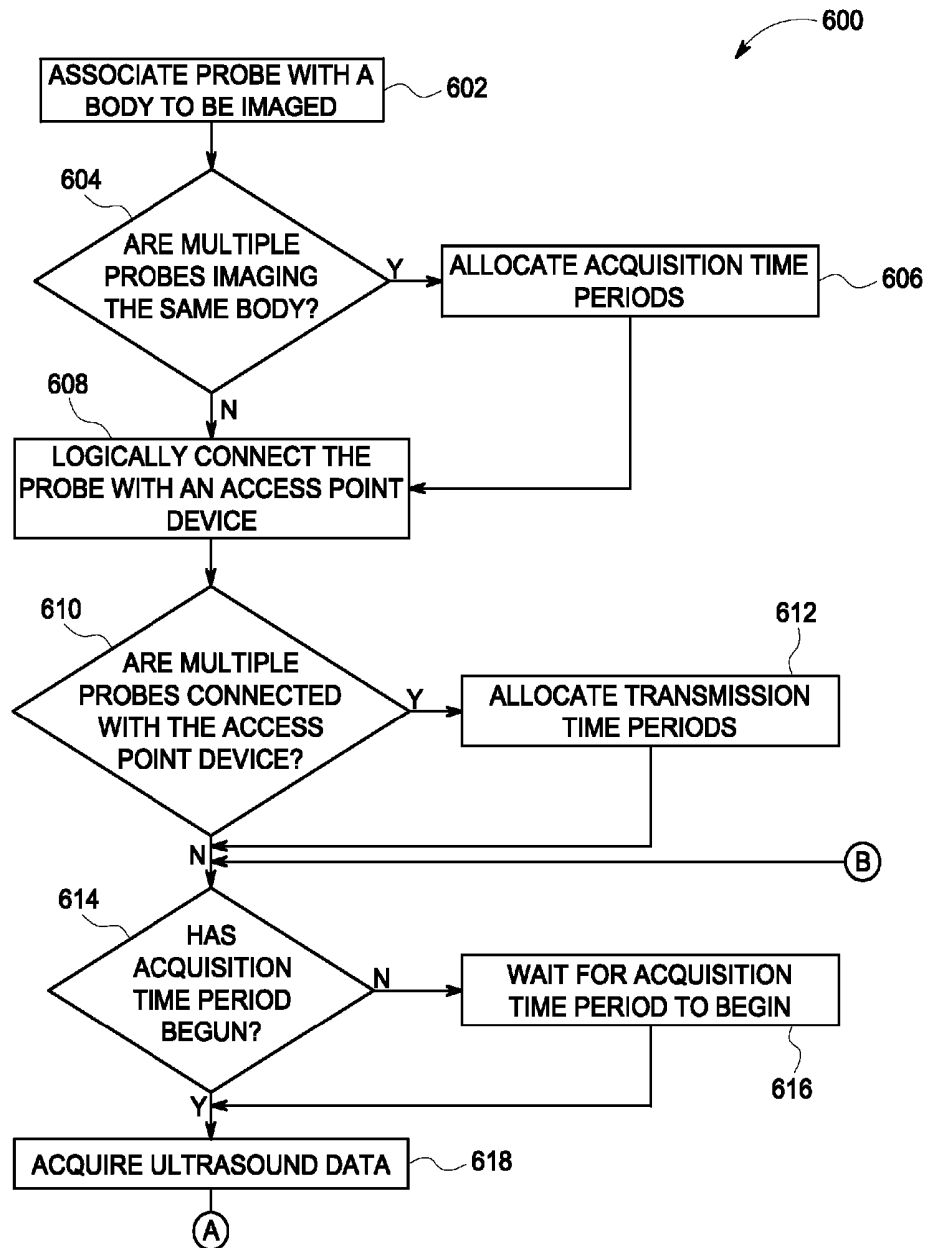 600
ASSOCIATE PROBE WITH A
BODY TO BE IMAGED
602
604
ARE MULTIPLE
PROBES IMAGING
THE SAME BODY?
Y
ALLOCATE ACQUISITION TIME
PERIODS
606
N
608
LOGICALLY CONNECT THE
PROBE WITH AN ACCESS POINT
DEVICE
610
ARE MULTIPLE
PROBES CONNECTED
WITH THE ACCESS
POINT DEVICE?
Y
612
ALLOCATE TRANSMISSION
TIME PERIODS
N
B
614
HAS
ACQUISITION
TIME PERIOD
BEGUN?
N
WAIT FOR ACQUISITION
TIME PERIOD TO BEGIN
616
Y
ACQUIRE ULTRASOUND DATA
618
A